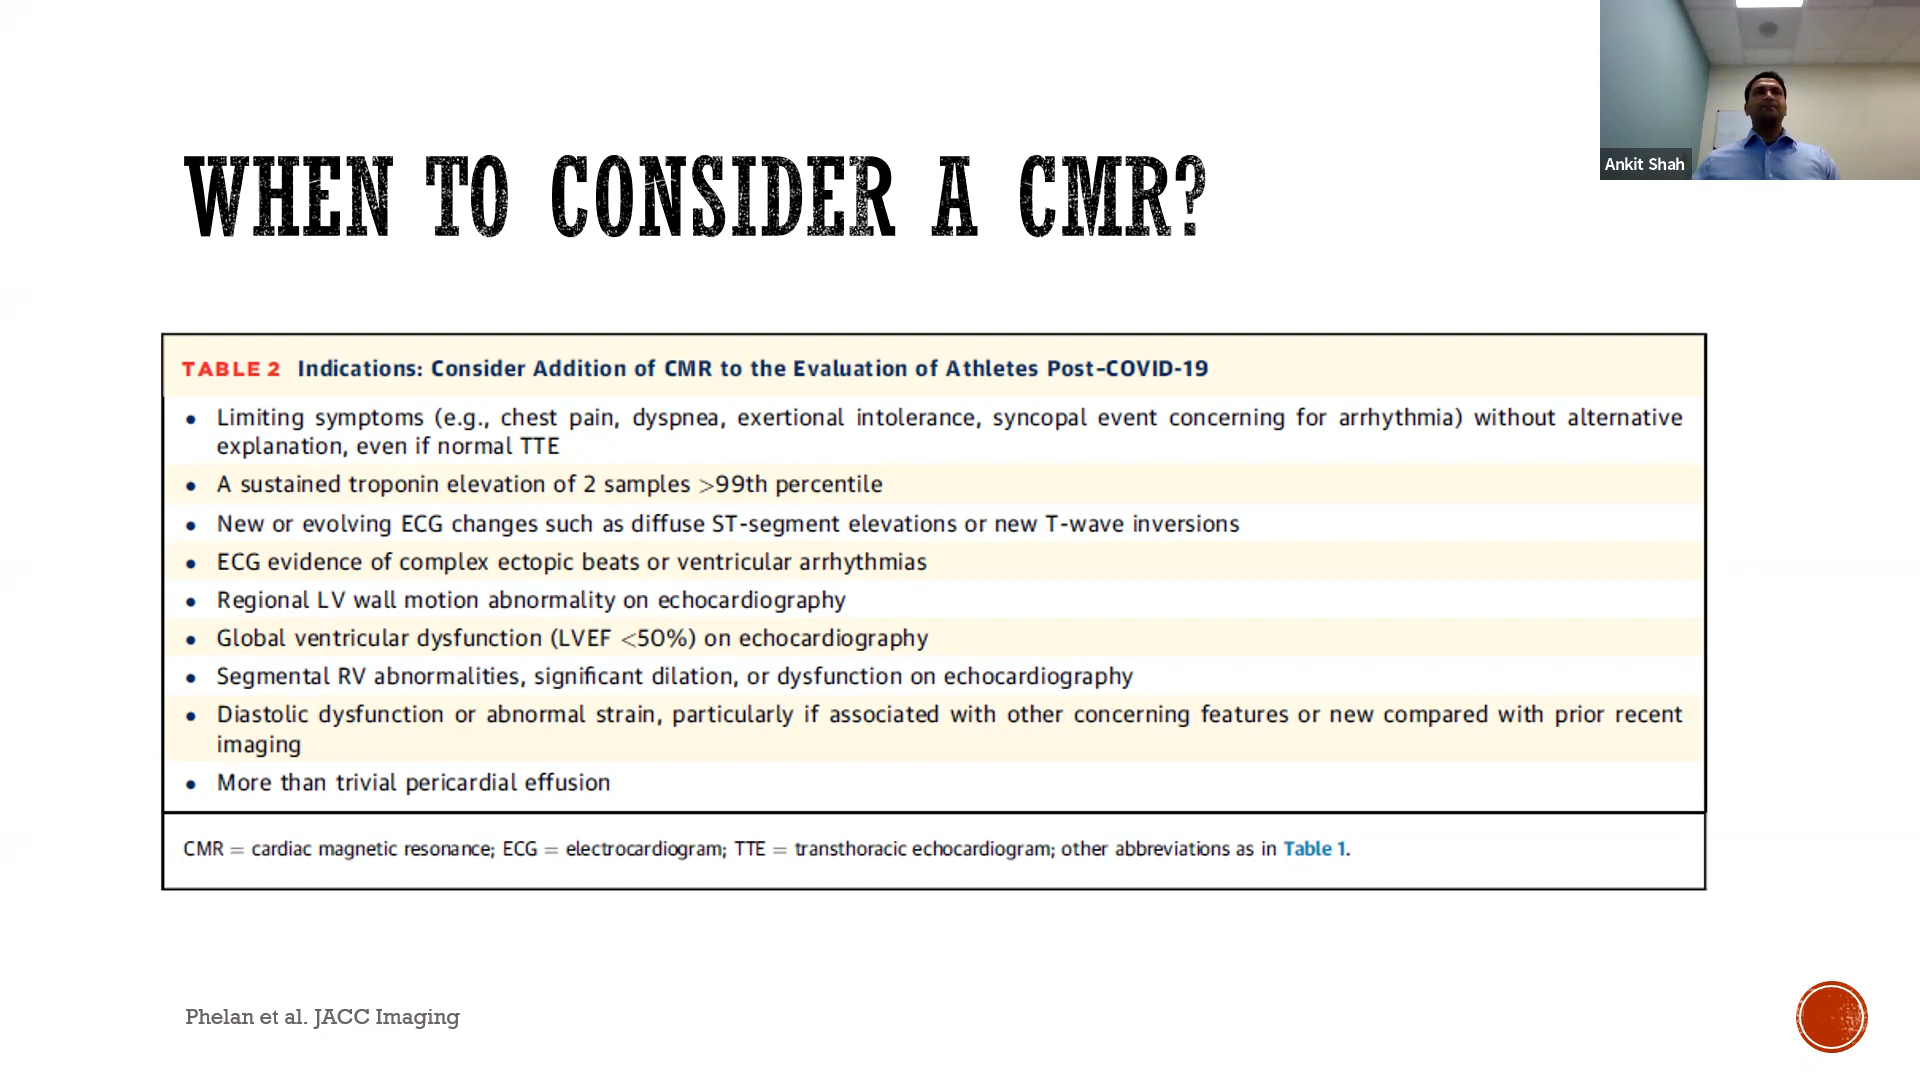 Ankit Shah
WHEN TO CONSIDER A CMR?
TABLE 2 Indications: Consider Addition of CMR to the Evaluation of Athletes Post-COVID-19
• Limiting symptoms (e.g., chest pain, dyspnea, exertional intolerance, syncopal event concerning for arrhythmia) without alternative
explanation, even if normal TTE
• A sustained troponin elevation of 2 samples >99th percentile
• New or evolving ECG changes such as diffuse ST-segment elevations or new T-wave inversions
• ECG evidence of complex ectopic beats or ventricular arrhythmias
• Regional LV wall motion abnormality on echocardiography
• Global ventricular dysfunction (LVEF <50%) on echocardiography
• Segmental RV abnormalities, significant dilation, or dysfunction on echocardiography
• Diastolic dysfunction or abnormal strain, particularly if associated with other concerning features or new compared with prior recent
imaging
• More than trivial pericardial effusion
CMR = cardiac magnetic resonance; ECG = electrocardiogram; TTE = transthoracic echocardiogram; other abbreviations as in Table 1.
Phelan et al. JACC Imaging